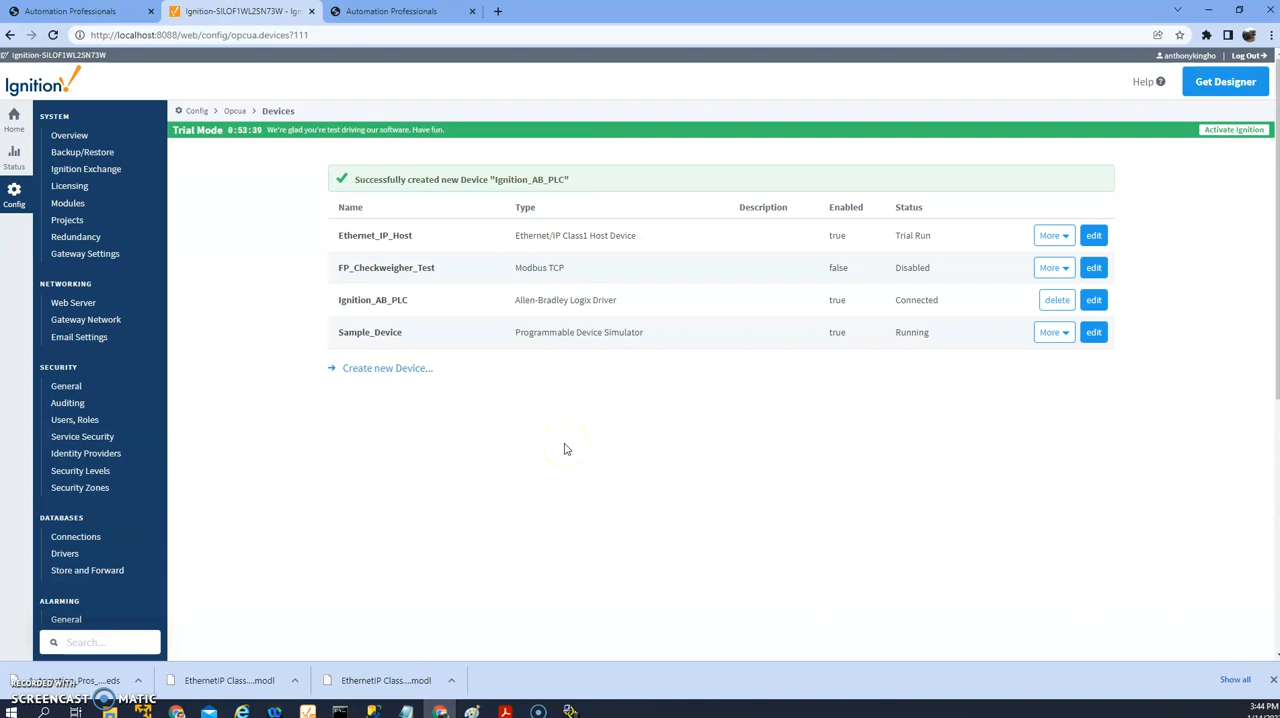 Automation Professionals
Ignition-SILOF1WL2SN73W - Ign
Automation Professionals
http://localhost:8088/web/config/opcua.devices?111
Ignition-SILOF1WL2SN73W
anthonykingho
Log Out
Ignition
Help
Get Designer
Home
Status
Config
SYSTEM
Overview
Backup/Restore
Ignition Exchange
Licensing
Modules
Projects
Redundancy
Gateway Settings
NETWORKING
Web Server
Gateway Network
Email Settings
SECURITY
General
Auditing
Users, Roles
Service Security
Identity Providers
Security Levels
Security Zones
DATABASES
Connections
Drivers
Store and Forward
ALARMING
General
Search...
Config Opcua Devices
Trial Mode 0:53:39 We're glad you're test driving our software. Have fun. Activate Ignition
Successfully created new Device "Ignition_AB_PLC"
Name Type Description Enabled Status
Ethernet_IP_Host Ethernet/IP Class1 Host Device true Trial Run More edit
FP_Checkweigher_Test Modbus TCP false Disabled More edit
Ignition_AB_PLC Allen-Bradley Logix Driver true Connected delete edit
Sample_Device Programmable Device Simulator true Running More edit
Create new Device...
EthernetIP Class....modl
EthernetIP Class....modl
Show all
RECORDED WITH
SCREENCAST MATIC
3:44 PM